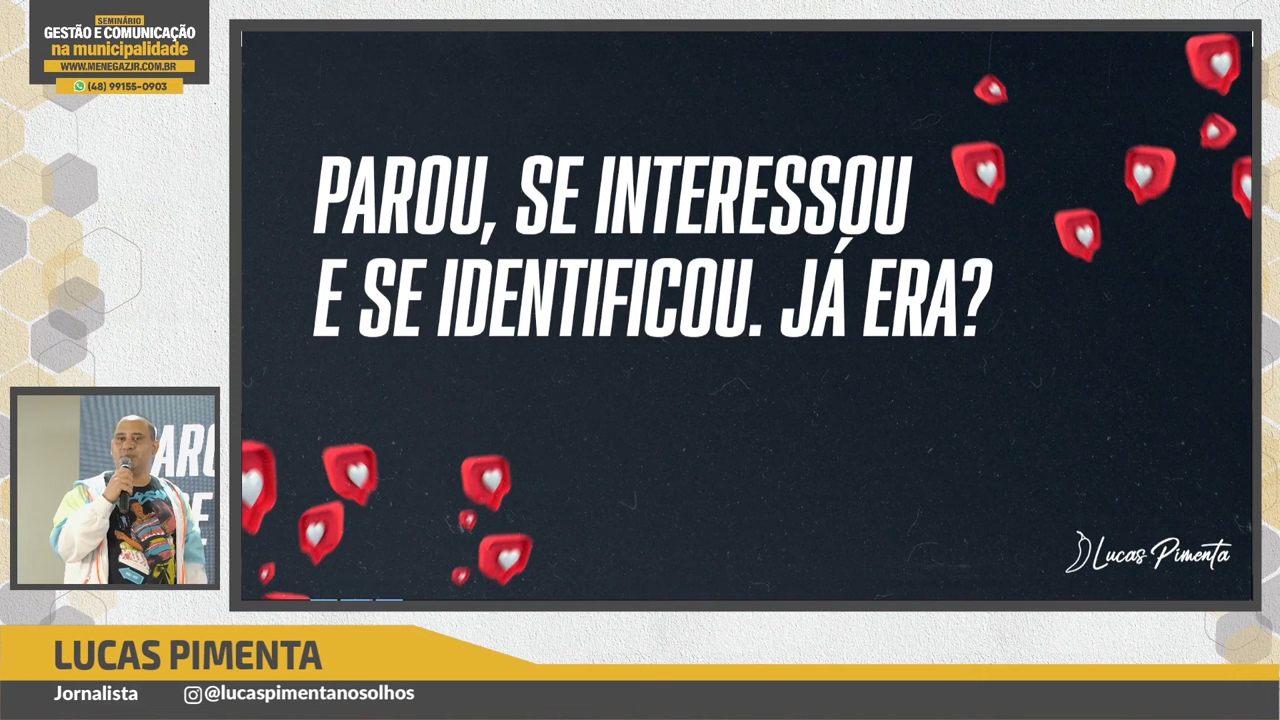 SEMINÁRIO
GESTÃO E COMUNICAÇÃO
na municipalidade
WWW.MENEGAZJR.COM.BR
(48) 99155-0903
PAROU, SE INTERESSOU
E SE IDENTIFICOU. JÁ ERA?
Lucas Pimenta
ARO
E
LUCAS PIMENTA
Jornalista @lucaspimentanosolhos